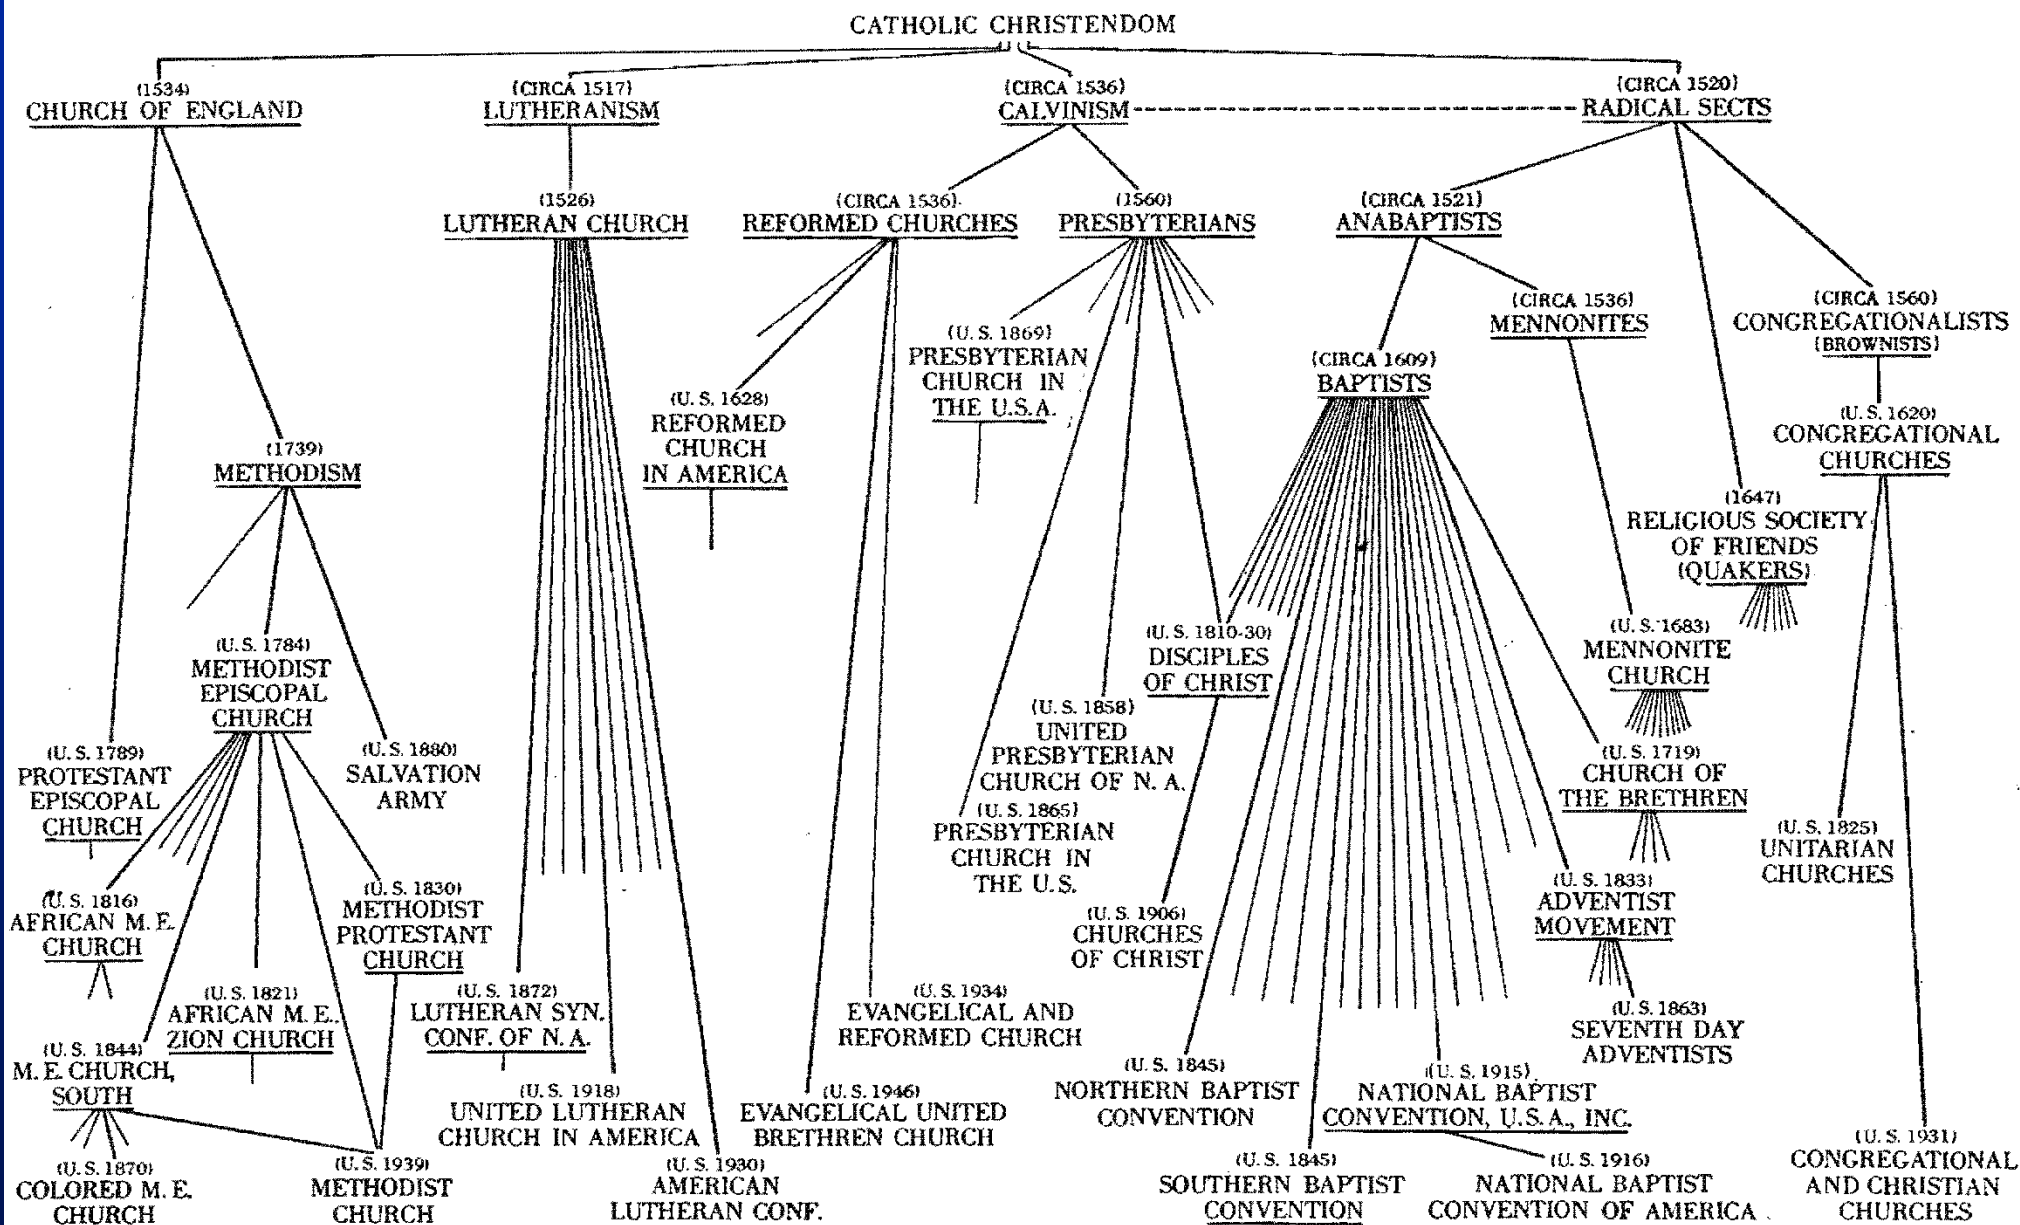 CATHOLIC CHRISTENDOM
(1534)
CHURCH OF ENGLAND
(CIRCA 1517)
LUTHERANISM
(CIRCA 1536)
CALVINISM
(CIRCA 1520)
RADICAL SECTS
(1526)
LUTHERAN CHURCH
(CIRCA 1536)
REFORMED CHURCHES
(1560)
PRESBYTERIANS
(CIRCA 1521)
ANABAPTISTS
(CIRCA 1536)
MENNONITES
(CIRCA 1560)
CONGREGATIONALISTS
(BROWNISTS)
(U. S. 1869)
PRESBYTERIAN
CHURCH IN
THE U.S.A.
(CIRCA 1609)
BAPTISTS
(U. S. 1628)
REFORMED
CHURCH
IN AMERICA
(U. S. 1620)
CONGREGATIONAL
CHURCHES
(1739)
METHODISM
(1647)
RELIGIOUS SOCIETY
OF FRIENDS
(QUAKERS)
(U. S. 1784)
METHODIST
EPISCOPAL
CHURCH
(U. S. 1810-30)
DISCIPLES
OF CHRIST
(U. S. 1683)
MENNONITE
CHURCH
(U. S. 1789)
PROTESTANT
EPISCOPAL
CHURCH
(U. S. 1880)
SALVATION
ARMY
(U. S. 1858)
UNITED
PRESBYTERIAN
CHURCH OF N. A.
(U. S. 1719)
CHURCH OF
THE BRETHREN
(U. S. 1865)
PRESBYTERIAN
CHURCH IN
THE U. S.
(U. S. 1825)
UNITARIAN
CHURCHES
(U. S. 1816)
AFRICAN M. E.
CHURCH
(U. S. 1830)
METHODIST
PROTESTANT
CHURCH
(U. S. 1906)
CHURCHES
OF CHRIST
(U. S. 1833)
ADVENTIST
MOVEMENT
(U. S. 1821)
AFRICAN M. E.
ZION CHURCH
(U. S. 1872)
LUTHERAN SYN.
CONF. OF N. A.
(U. S. 1934)
EVANGELICAL AND
REFORMED CHURCH
(U. S. 1863)
SEVENTH DAY
ADVENTISTS
(U. S. 1844)
M. E. CHURCH,
SOUTH
(U. S. 1918)
UNITED LUTHERAN
CHURCH IN AMERICA
(U. S. 1946)
EVANGELICAL UNITED
BRETHREN CHURCH
(U. S. 1845)
NORTHERN BAPTIST
CONVENTION
(U. S. 1915)
NATIONAL BAPTIST
CONVENTION, U.S.A., INC.
(U. S. 1870)
COLORED M. E.
CHURCH
(U. S. 1939)
METHODIST
CHURCH
(U. S. 1930)
AMERICAN
LUTHERAN CONF.
(U. S. 1845)
SOUTHERN BAPTIST
CONVENTION
(U. S. 1916)
NATIONAL BAPTIST
CONVENTION OF AMERICA
(U. S. 1931)
CONGREGATIONAL
AND CHRISTIAN
CHURCHES